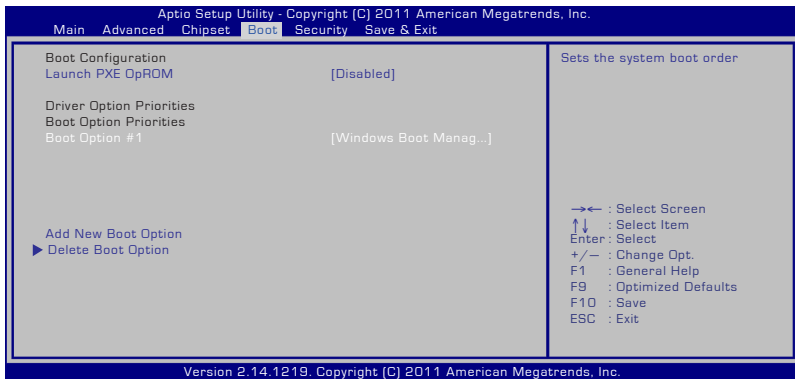 Aptio Setup Utility - Copyright (C) 2011 American Megatrends, Inc.
Main Advanced Chipset Boot Security Save & Exit
Boot Configuration
Launch PXE OpROM [Disabled]
Driver Option Priorities
Boot Option Priorities
Boot Option #1 [Windows Boot Manag...]
Add New Boot Option
▶ Delete Boot Option
Sets the system boot order
→← : Select Screen
↑↓ : Select Item
Enter : Select
+/— : Change Opt.
F1 : General Help
F9 : Optimized Defaults
F10 : Save
ESC : Exit
Version 2.14.1219. Copyright (C) 2011 American Megatrends, Inc.